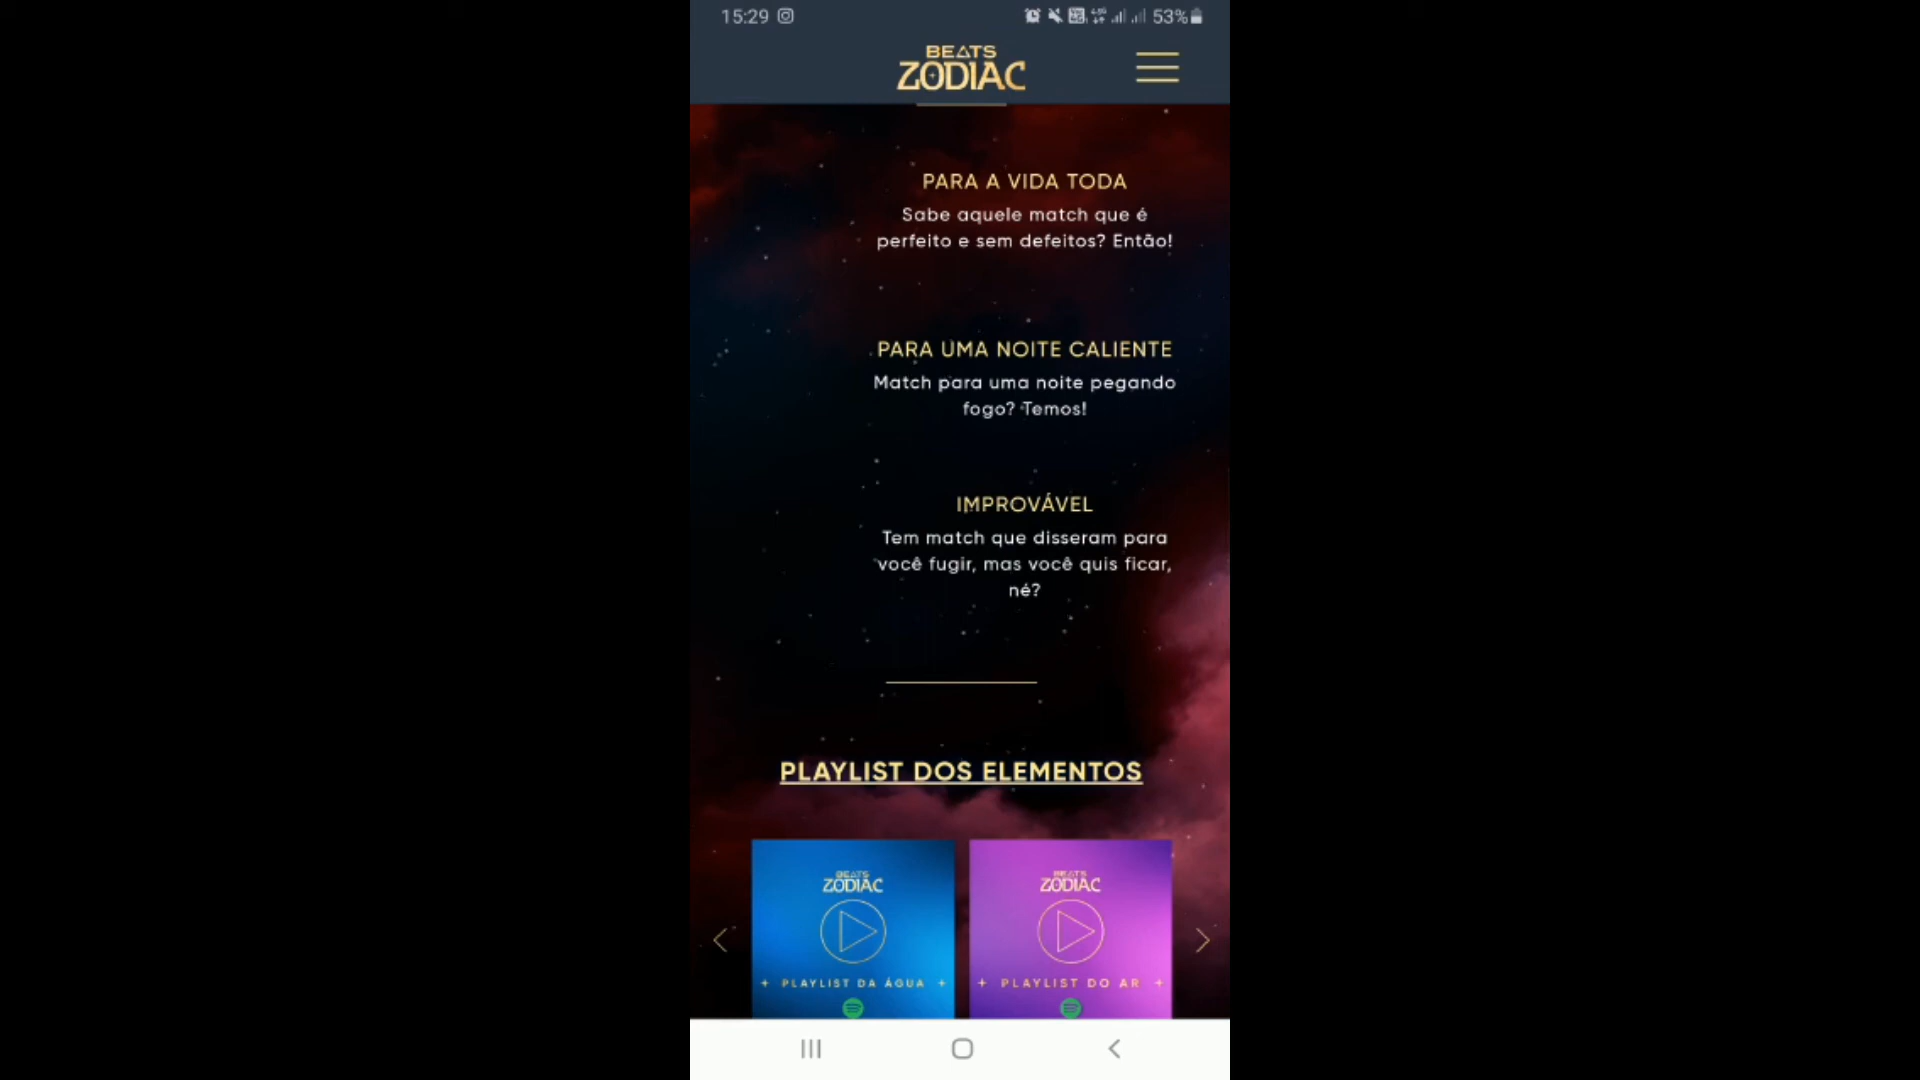 15:29
53%
BEATS
ZODIAC
PARA A VIDA TODA
Sabe aquele match que é
perfeito e sem defeitos? Então!
PARA UMA NOITE CALIENTE
Match para uma noite pegando
fogo? Temos!
IMPROVÁVEL
Tem match que disseram para
você fugir, mas você quis ficar,
né?
PLAYLIST DOS ELEMENTOS
BEATS
ZODIAC
+ PLAYLIST DA ÁGUA +
BEATS
ZODIAC
+ PLAYLIST DO AR +